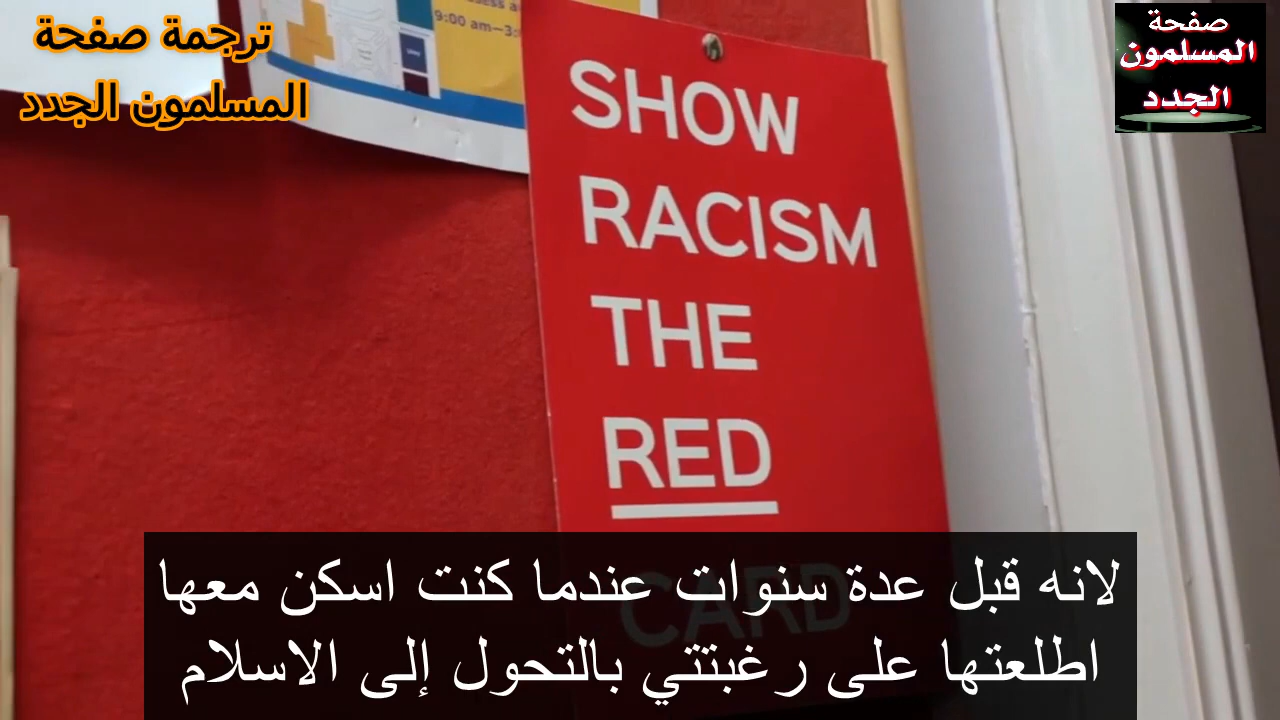 ترجمة صفحة
المسلمون الجدد
9:00 am–3:
صفحة
المسلمون
الجدد
SHOW
RACISM
THE
RED
CARD
لانه قبل عدة سنوات عندما كنت اسكن معها
اطلعتها على رغبتتي بالتحول إلى الاسلام